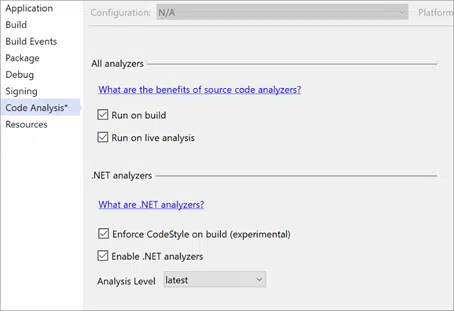 Application
Build
Build Events
Package
Debug
Signing
Code Analysis*
Resources
Configuration: N/A Platform
All analyzers
What are the benefits of source code analyzers?
Run on build
Run on live analysis
.NET analyzers
What are .NET analyzers?
Enforce CodeStyle on build (experimental)
Enable .NET analyzers
Analysis Level latest